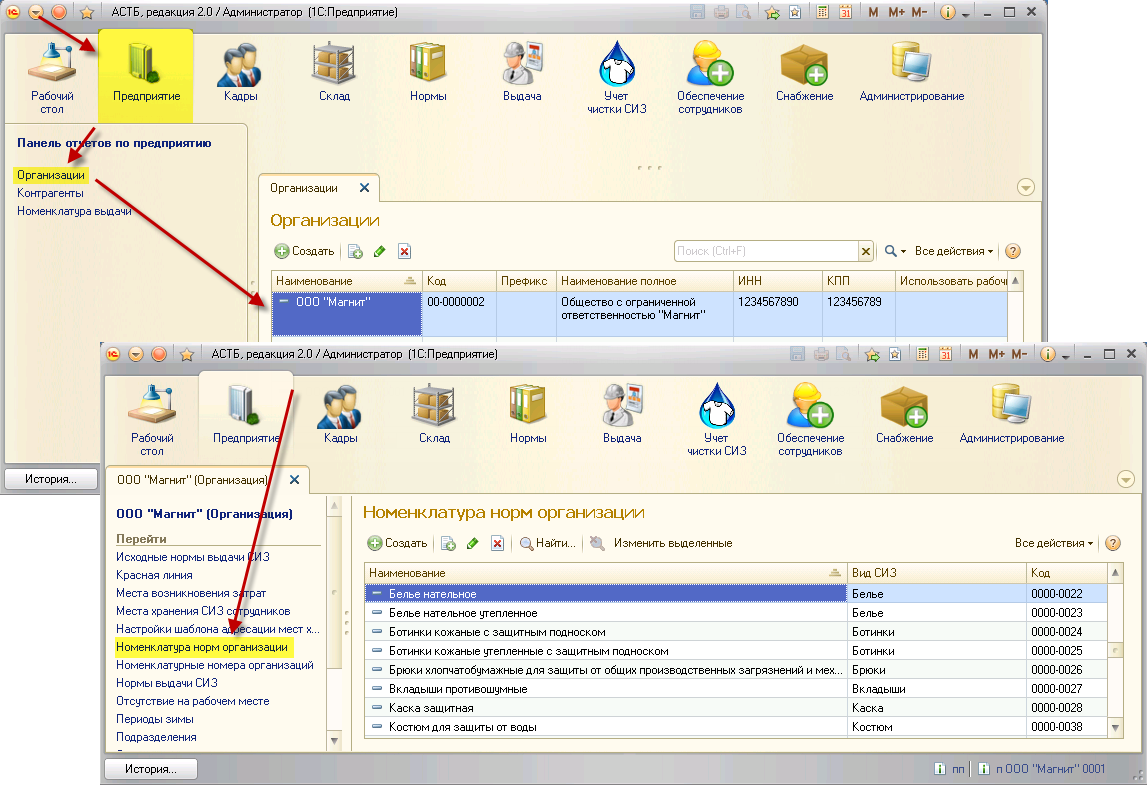 АСТБ, редакция 2.0 / Администратор (1С:Предприятие)
M M+ M-
Рабочий стол
Предприятие
Кадры
Склад
Нормы
Выдача
Учет чистки СИЗ
Обеспечение сотрудников
Снабжение
Администрирование
Панель отчетов по предприятию
Организации
Контрагенты
Номенклатура выдачи
Организации
Организации
Создать
Поиск (Ctrl+F)
Все действия
Наименование Код Префикс Наименование полное ИНН КПП Использовать рабоч
ООО "Магнит" 00-0000002 Общество с ограниченной 1234567890 123456789
ответственностью "Магнит"
История...
АСТБ, редакция 2.0 / Администратор (1С:Предприятие)
M M+ M-
Рабочий стол
Предприятие
Кадры
Склад
Нормы
Выдача
Учет чистки СИЗ
Обеспечение сотрудников
Снабжение
Администрирование
ООО "Магнит" (Организация)
ООО "Магнит" (Организация)
Перейти
Исходные нормы выдачи СИЗ
Красная линия
Места возникновения затрат
Места хранения СИЗ сотрудников
Настройки шаблона адресации мест х...
Номенклатура норм организации
Номенклатурные номера организаций
Нормы выдачи СИЗ
Отсутствие на рабочем месте
Периоды зимы
Подразделения
Номенклатура норм организации
Создать Найти... Изменить выделенные Все действия
Наименование Вид СИЗ Код
Белье нательное Белье 0000-0022
Белье нательное утепленное Белье 0000-0023
Ботинки кожаные с защитным подноском Ботинки 0000-0024
Ботинки кожаные утепленные с защитным подноском Ботинки 0000-0025
Брюки хлопчатобумажные для защиты от общих производственных загрязнений и мех... Брюки 0000-0026
Вкладыши противошумные Вкладыши 0000-0027
Каска защитная Каска 0000-0028
Костюм для защиты от воды Костюм 0000-0038
История...
пп
п ООО "Магнит" 0001